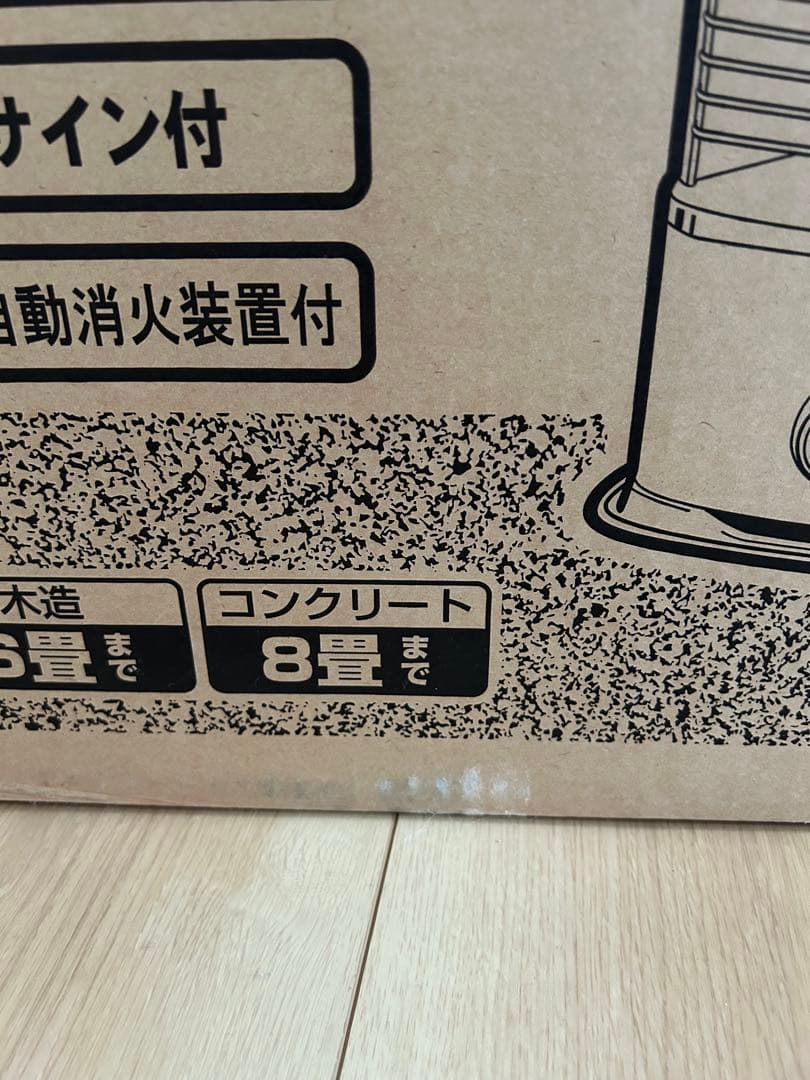 サイン付
自動消火装置付
木造
6畳まで
コンクリート
8畳まで